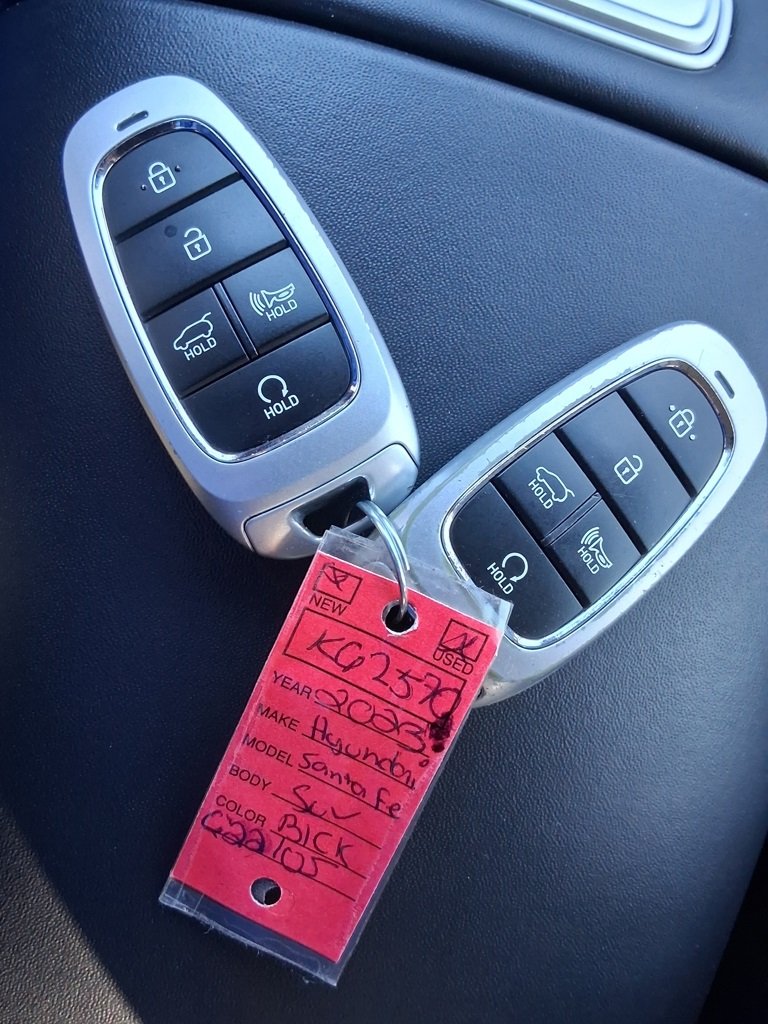 HOLD
HOLD
HOLD
HOLD
HOLD
HOLD
NEW
USED
KG2570
YEAR 2023
MAKE Hyundai
MODEL Santa Fe
BODY Suv
COLOR Blck
G22105